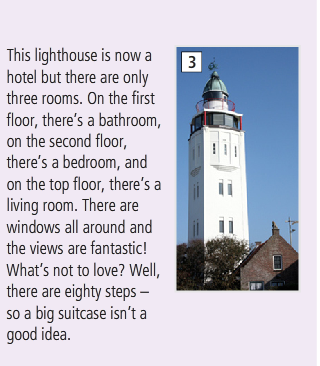 This lighthouse is now a
hotel but there are only
three rooms. On the first
floor, there's a bathroom,
on the second floor,
there's a bedroom, and
on the top floor, there's a
living room. There are
windows all around and
the views are fantastic!
What's not to love? Well,
there are eighty steps –
so a big suitcase isn't a
good idea.
3